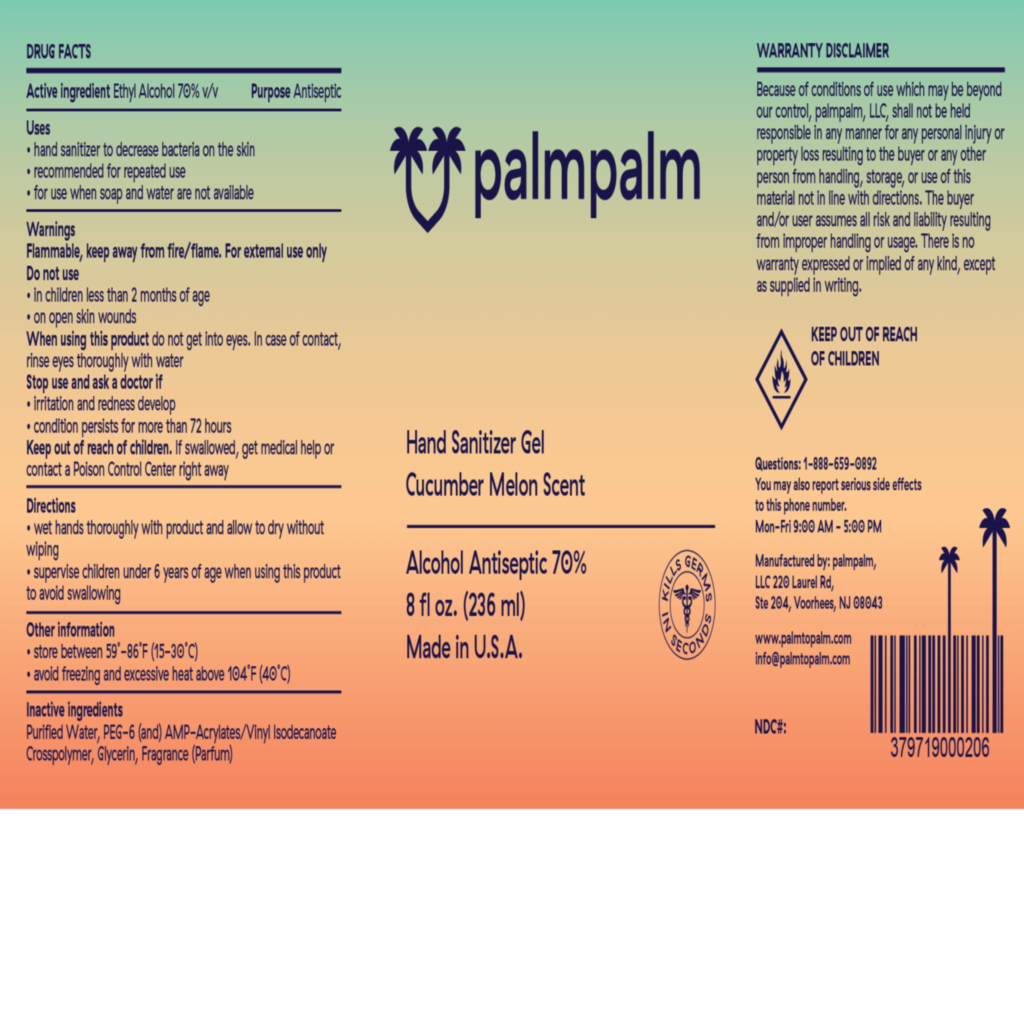 DRUG FACTS
Active ingredient Ethyl Alcohol 70% v/v Purpose Antiseptic
Uses
• hand sanitizer to decrease bacteria on the skin
• recommended for repeated use
• for use when soap and water are not available
Warnings
Flammable, keep away from fire/flame. For external use only
Do not use
• in children less than 2 months of age
• on open skin wounds
When using this product do not get into eyes. In case of contact,
rinse eyes thoroughly with water
Stop use and ask a doctor if
• irritation and redness develop
• condition persists for more than 72 hours
Keep out of reach of children. If swallowed, get medical help or
contact a Poison Control Center right away
Directions
• wet hands thoroughly with product and allow to dry without
wiping
• supervise children under 6 years of age when using this product
to avoid swallowing
Other information
• store between 59°-86°F (15-30°C)
• avoid freezing and excessive heat above 104°F (40°C)
Inactive ingredients
Purified Water, PEG-6 (and) AMP-Acrylates/Vinyl Isodecanoate
Crosspolymer, Glycerin, Fragrance (Parfum)
palmpalm
Hand Sanitizer Gel
Cucumber Melon Scent
Alcohol Antiseptic 70%
8 fl oz. (236 ml)
Made in U.S.A.
KILLS GERMS
IN SECONDS
WARRANTY DISCLAIMER
Because of conditions of use which may be beyond
our control, palmpalm, LLC, shall not be held
responsible in any manner for any personal injury or
property loss resulting to the buyer or any other
person from handling, storage, or use of this
material not in line with directions. The buyer
and/or user assumes all risk and liability resulting
from improper handling or usage. There is no
warranty expressed or implied of any kind, except
as supplied in writing.
KEEP OUT OF REACH
OF CHILDREN
Questions: 1-888-659-0892
You may also report serious side effects
to this phone number.
Mon-Fri 9:00 AM - 5:00 PM
Manufactured by: palmpalm,
LLC 220 Laurel Rd,
Ste 204, Voorhees, NJ 08043
www.palmtopalm.com
info@palmtopalm.com
NDC#:
379719000206